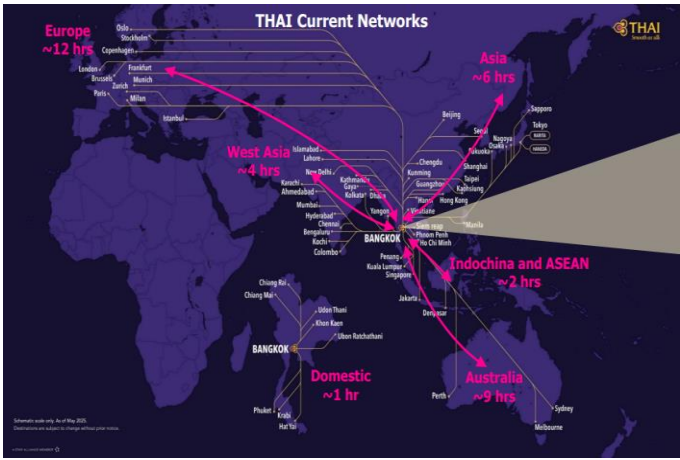 THAI Current Networks
THAI
Smooth as silk
Europe
~12 hrs
Oslo
Stockholm
Copenhagen
London
Frankfurt
Brussels
Munich
Zurich
Paris
Milan
Istanbul
Asia
~6 hrs
Beijing
Seoul
Sapporo
Nagoya
Tokyo
Osaka
NARITA
HANEDA
Fukuoka
West Asia
~4 hrs
Islamabad
Lahore
New Delhi
Karachi
Kathmandu
Gaya
Ahmedabad
Kolkata
Dhaka
Mumbai
Hyderabad
Yangon
Chennai
Bengaluru
Kochi
Colombo
Chengdu
Shanghai
Kunming
Guangzhou
Taipei
Kaohsiung
Hanoi
Hong Kong
Vientiane
Manila
Siem Reap
BANGKOK
Phnom Penh
Ho Chi Minh
Penang
Kuala Lumpur
Singapore
Indochina and ASEAN
~2 hrs
Jakarta
Denpasar
Chiang Rai
Chiang Mai
Udon Thani
Khon Kaen
Ubon Ratchathani
BANGKOK
Domestic
~1 hr
Phuket
Krabi
Hat Yai
Australia
~9 hrs
Perth
Sydney
Melbourne
Schematic scale only. As of May 2025.
Destinations are subject to change without prior notice.
A STAR ALLIANCE MEMBER